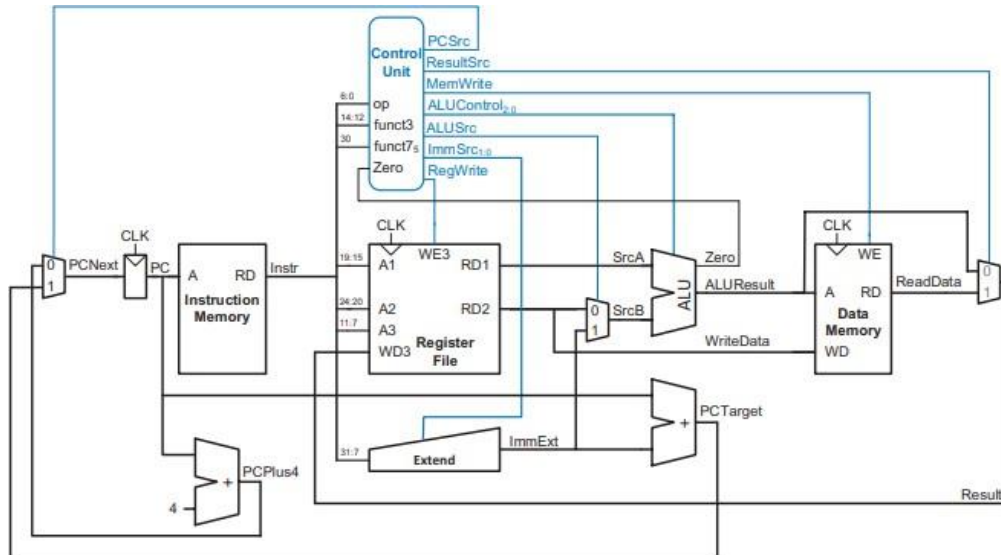 PCSrc
Control Unit
ResultSrc
MemWrite
6:0
op
ALUControl2:0
14:12
funct3
ALUSrc
30
funct75
ImmSrc1:0
Zero
RegWrite
CLK
CLK
CLK
0
1
PCNext
PC
A
RD
Instruction Memory
Instr
19:15
A1
WE3
RD1
SrcA
Zero
WE
24:20
A2
RD2
0
1
SrcB
ALU
ALUResult
A
RD
ReadData
0
1
11:7
A3
WD3
Register File
WriteData
Data Memory
WD
+
PCTarget
31:7
Extend
ImmExt
4
+
PCPlus4
Result